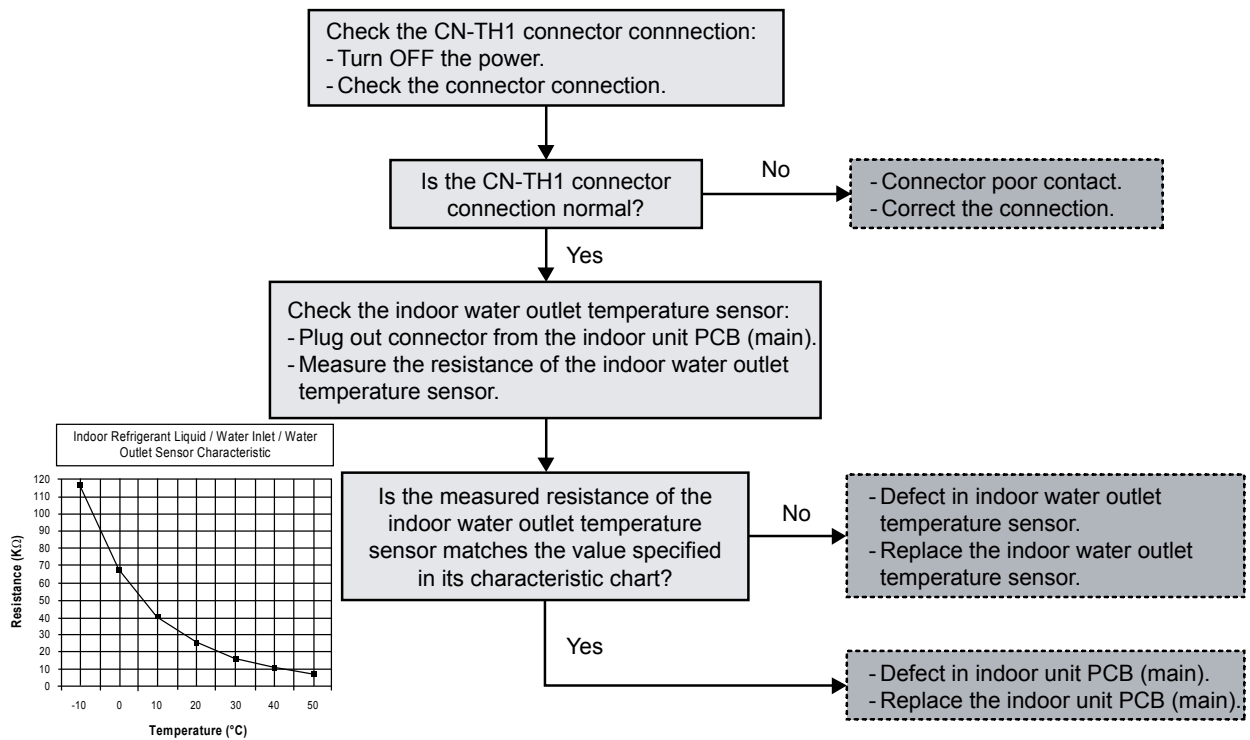 Check the CN-TH1 connector connnection:
- Turn OFF the power.
- Check the connector connection.
Is the CN-TH1 connector
connection normal?
No
- Connector poor contact.
- Correct the connection.
Yes
Check the indoor water outlet temperature sensor:
- Plug out connector from the indoor unit PCB (main).
- Measure the resistance of the indoor water outlet
temperature sensor.
Indoor Refrigerant Liquid / Water Inlet / Water
Outlet Sensor Characteristic
Resistance (KΩ)
120
110
100
90
80
70
60
50
40
30
20
10
0
-10 0 10 20 30 40 50
Temperature (°C)
Is the measured resistance of the
indoor water outlet temperature
sensor matches the value specified
in its characteristic chart?
No
- Defect in indoor water outlet
temperature sensor.
- Replace the indoor water outlet
temperature sensor.
Yes
- Defect in indoor unit PCB (main).
- Replace the indoor unit PCB (main).